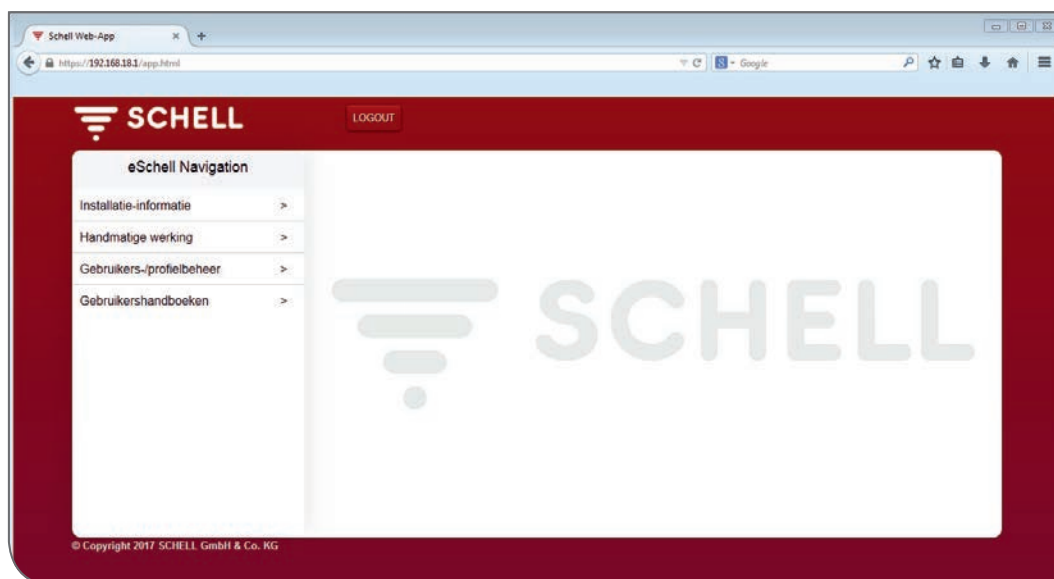 Schell Web-App
https://192.168.18.1/app.html
Google
SCHELL
LOGOUT
eSchell Navigation
Installatie-informatie >
Handmatige werking >
Gebruikers-/profielbeheer >
Gebruikershandboeken >
SCHELL
© Copyright 2017 SCHELL GmbH & Co. KG